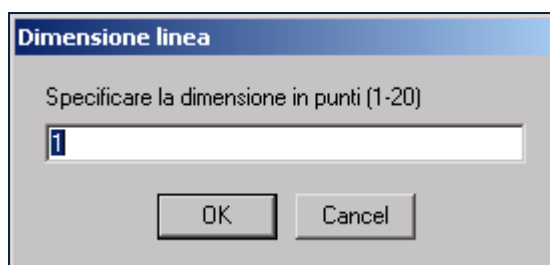 Dimensione linea
Specificare la dimensione in punti (1-20)
1
OK
Cancel